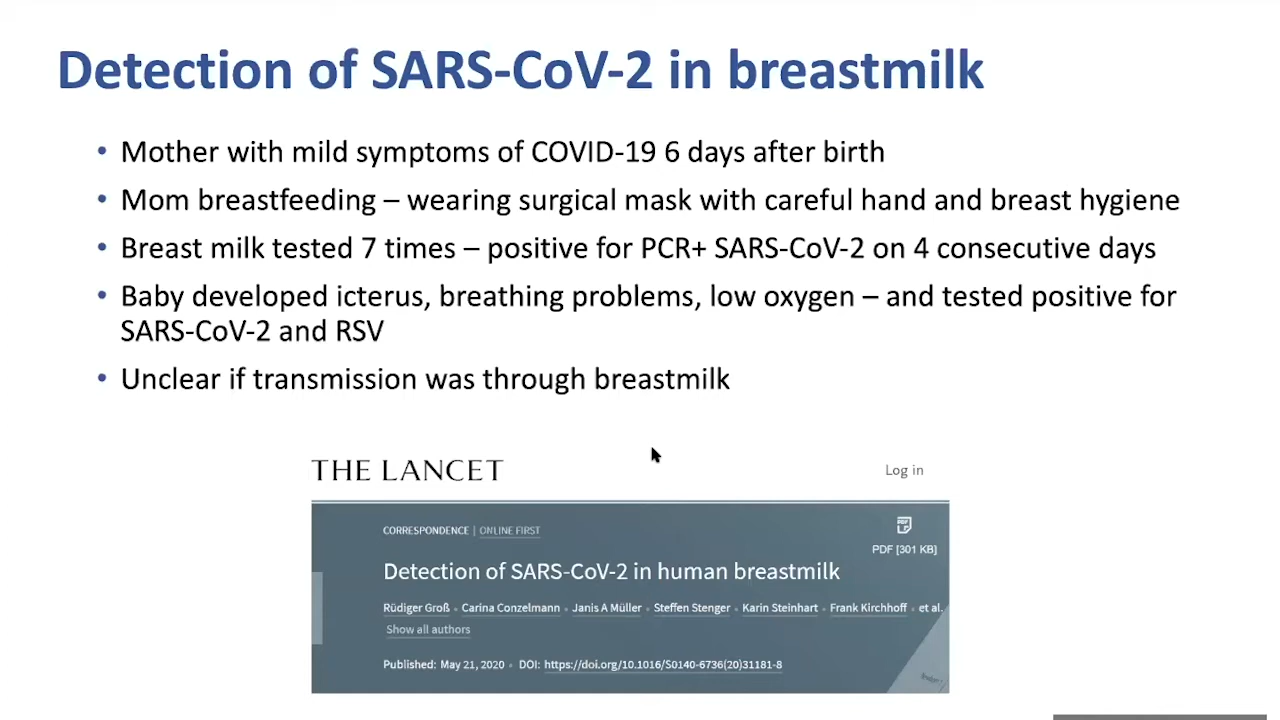 Detection of SARS-CoV-2 in breastmilk
• Mother with mild symptoms of COVID-19 6 days after birth
• Mom breastfeeding – wearing surgical mask with careful hand and breast hygiene
• Breast milk tested 7 times – positive for PCR+ SARS-CoV-2 on 4 consecutive days
• Baby developed icterus, breathing problems, low oxygen – and tested positive for
SARS-CoV-2 and RSV
• Unclear if transmission was through breastmilk
THE LANCET
Log in
CORRESPONDENCE | ONLINE FIRST
PDF [301 KB]
Detection of SARS-CoV-2 in human breastmilk
Rüdiger Groß • Carina Conzelmann • Janis A Müller • Steffen Stenger • Karin Steinhart • Frank Kirchhoff • et al.
Show all authors
Published: May 21, 2020 • DOI: https://doi.org/10.1016/S0140-6736(20)31181-8